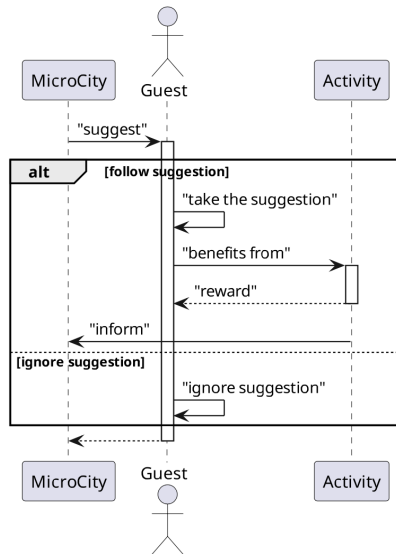 MicroCity
Guest
Activity
"suggest"
alt
[follow suggestion]
"take the suggestion"
"benefits from"
"reward"
"inform"
[ignore suggestion]
"ignore suggestion"
MicroCity
Guest
Activity